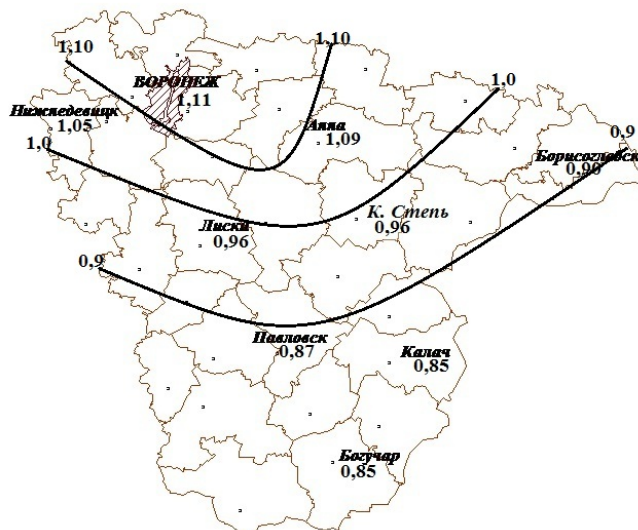 1,10
1,10
ВОРОНЕЖ
1,11
1,0
Нижнедевицк
1,05
Анна
1,09
0,9
1,0
Борисоглебск
0,90
К. Степь
0,96
Лиски
0,96
0,9
Павловск
0,87
Калач
0,85
Богучар
0,85